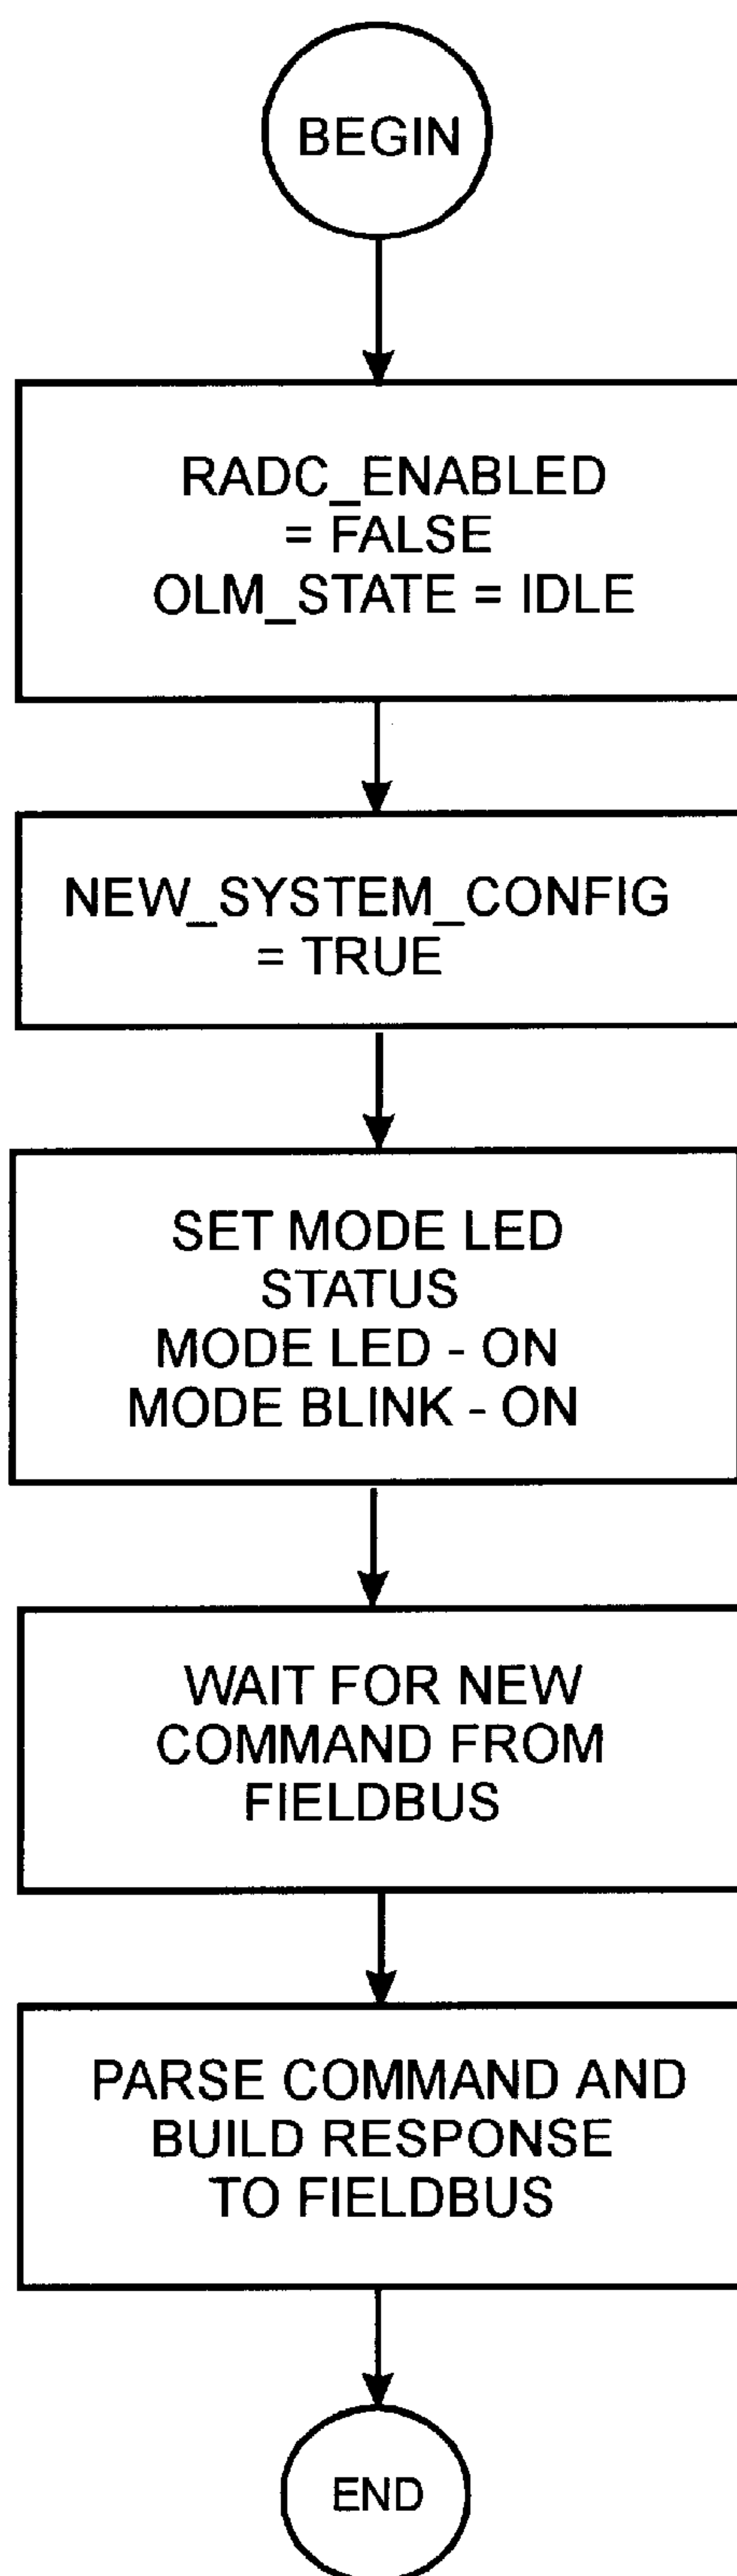 BEGIN
RADC_ENABLED
= FALSE
OLM_STATE = IDLE
NEW_SYSTEM_CONFIG
= TRUE
SET MODE LED
STATUS
MODE LED - ON
MODE BLINK - ON
WAIT FOR NEW
COMMAND FROM
FIELDBUS
PARSE COMMAND AND
BUILD RESPONSE
TO FIELDBUS
END